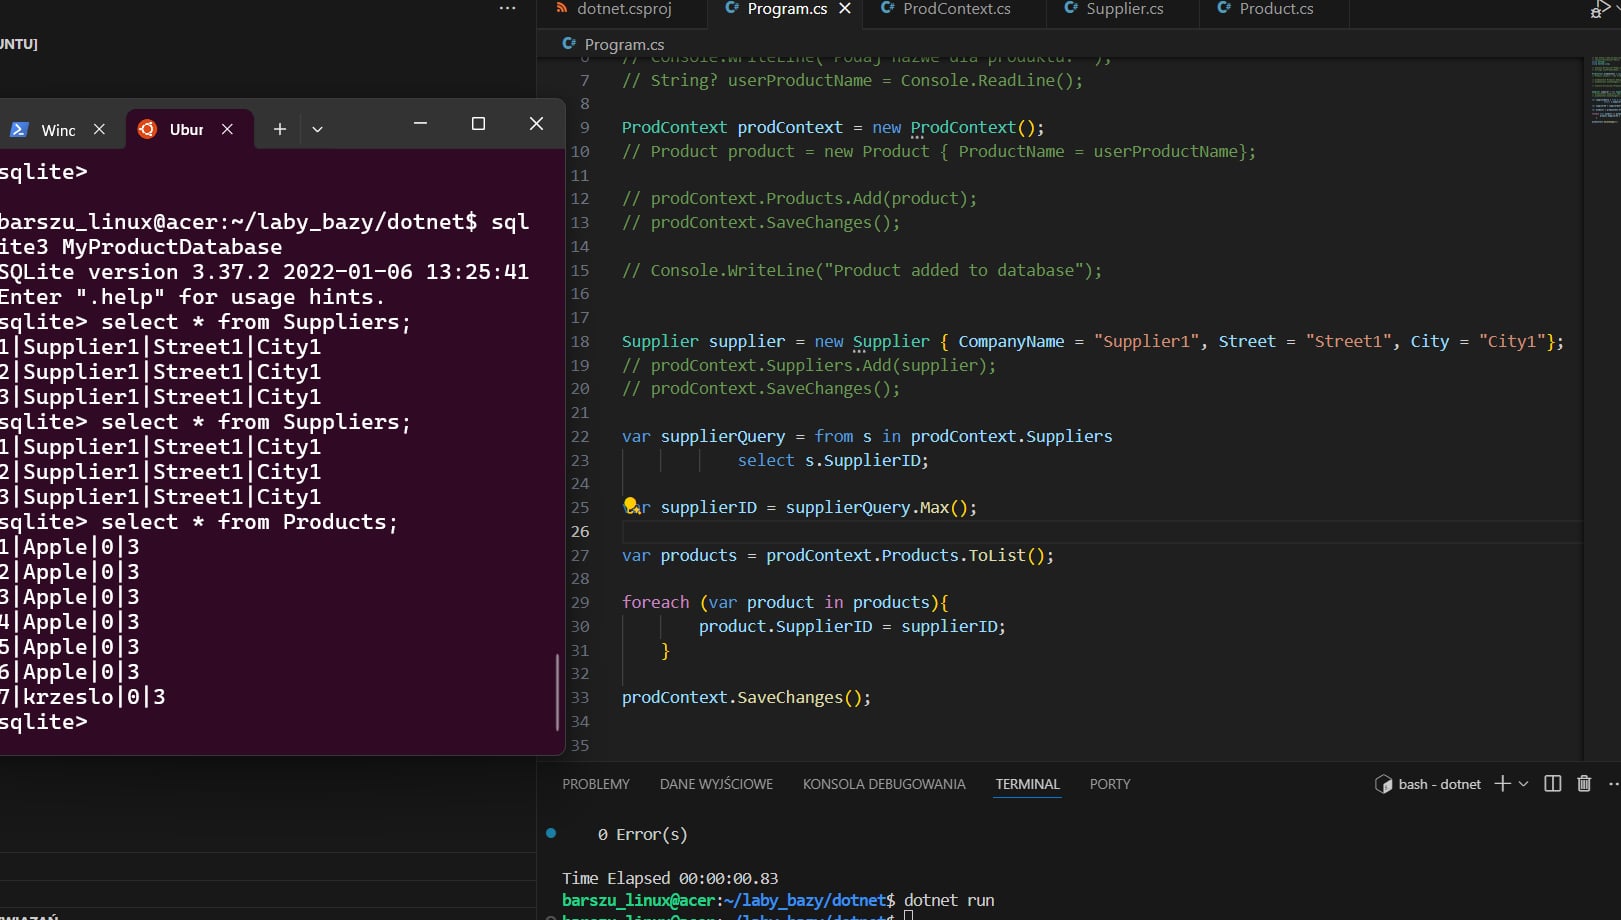 UNTU]
dotnet.csproj
Program.cs
ProdContext.cs
Supplier.cs
Product.cs
Program.cs
Winc
Ubur
sqlite>
barszu_linux@acer:~/laby_bazy/dotnet$ sql
ite3 MyProductDatabase
SQLite version 3.37.2 2022-01-06 13:25:41
Enter ".help" for usage hints.
sqlite> select * from Suppliers;
1|Supplier1|Street1|City1
2|Supplier1|Street1|City1
3|Supplier1|Street1|City1
sqlite> select * from Suppliers;
1|Supplier1|Street1|City1
2|Supplier1|Street1|City1
3|Supplier1|Street1|City1
sqlite> select * from Products;
1|Apple|0|3
2|Apple|0|3
3|Apple|0|3
4|Apple|0|3
5|Apple|0|3
6|Apple|0|3
7|krzeslo|0|3
sqlite>
6 // Console.WriteLine("Podaj nazwe dla produktu: ");
7 // String? userProductName = Console.ReadLine();
8
9 ProdContext prodContext = new ProdContext();
10 // Product product = new Product { ProductName = userProductName};
11
12 // prodContext.Products.Add(product);
13 // prodContext.SaveChanges();
14
15 // Console.WriteLine("Product added to database");
16
17
18 Supplier supplier = new Supplier { CompanyName = "Supplier1", Street = "Street1", City = "City1"};
19 // prodContext.Suppliers.Add(supplier);
20 // prodContext.SaveChanges();
21
22 var supplierQuery = from s in prodContext.Suppliers
23 select s.SupplierID;
24
25 var supplierID = supplierQuery.Max();
26
27 var products = prodContext.Products.ToList();
28
29 foreach (var product in products){
30 product.SupplierID = supplierID;
31 }
32
33 prodContext.SaveChanges();
34
35
PROBLEMY DANE WYJŚCIOWE KONSOLA DEBUGOWANIA TERMINAL PORTY
bash - dotnet
0 Error(s)
Time Elapsed 00:00:00.83
barszu_linux@acer:~/laby_bazy/dotnet$ dotnet run
barszu_linux@acer:~/laby_bazy/dotnet$
WIĄZAŃ